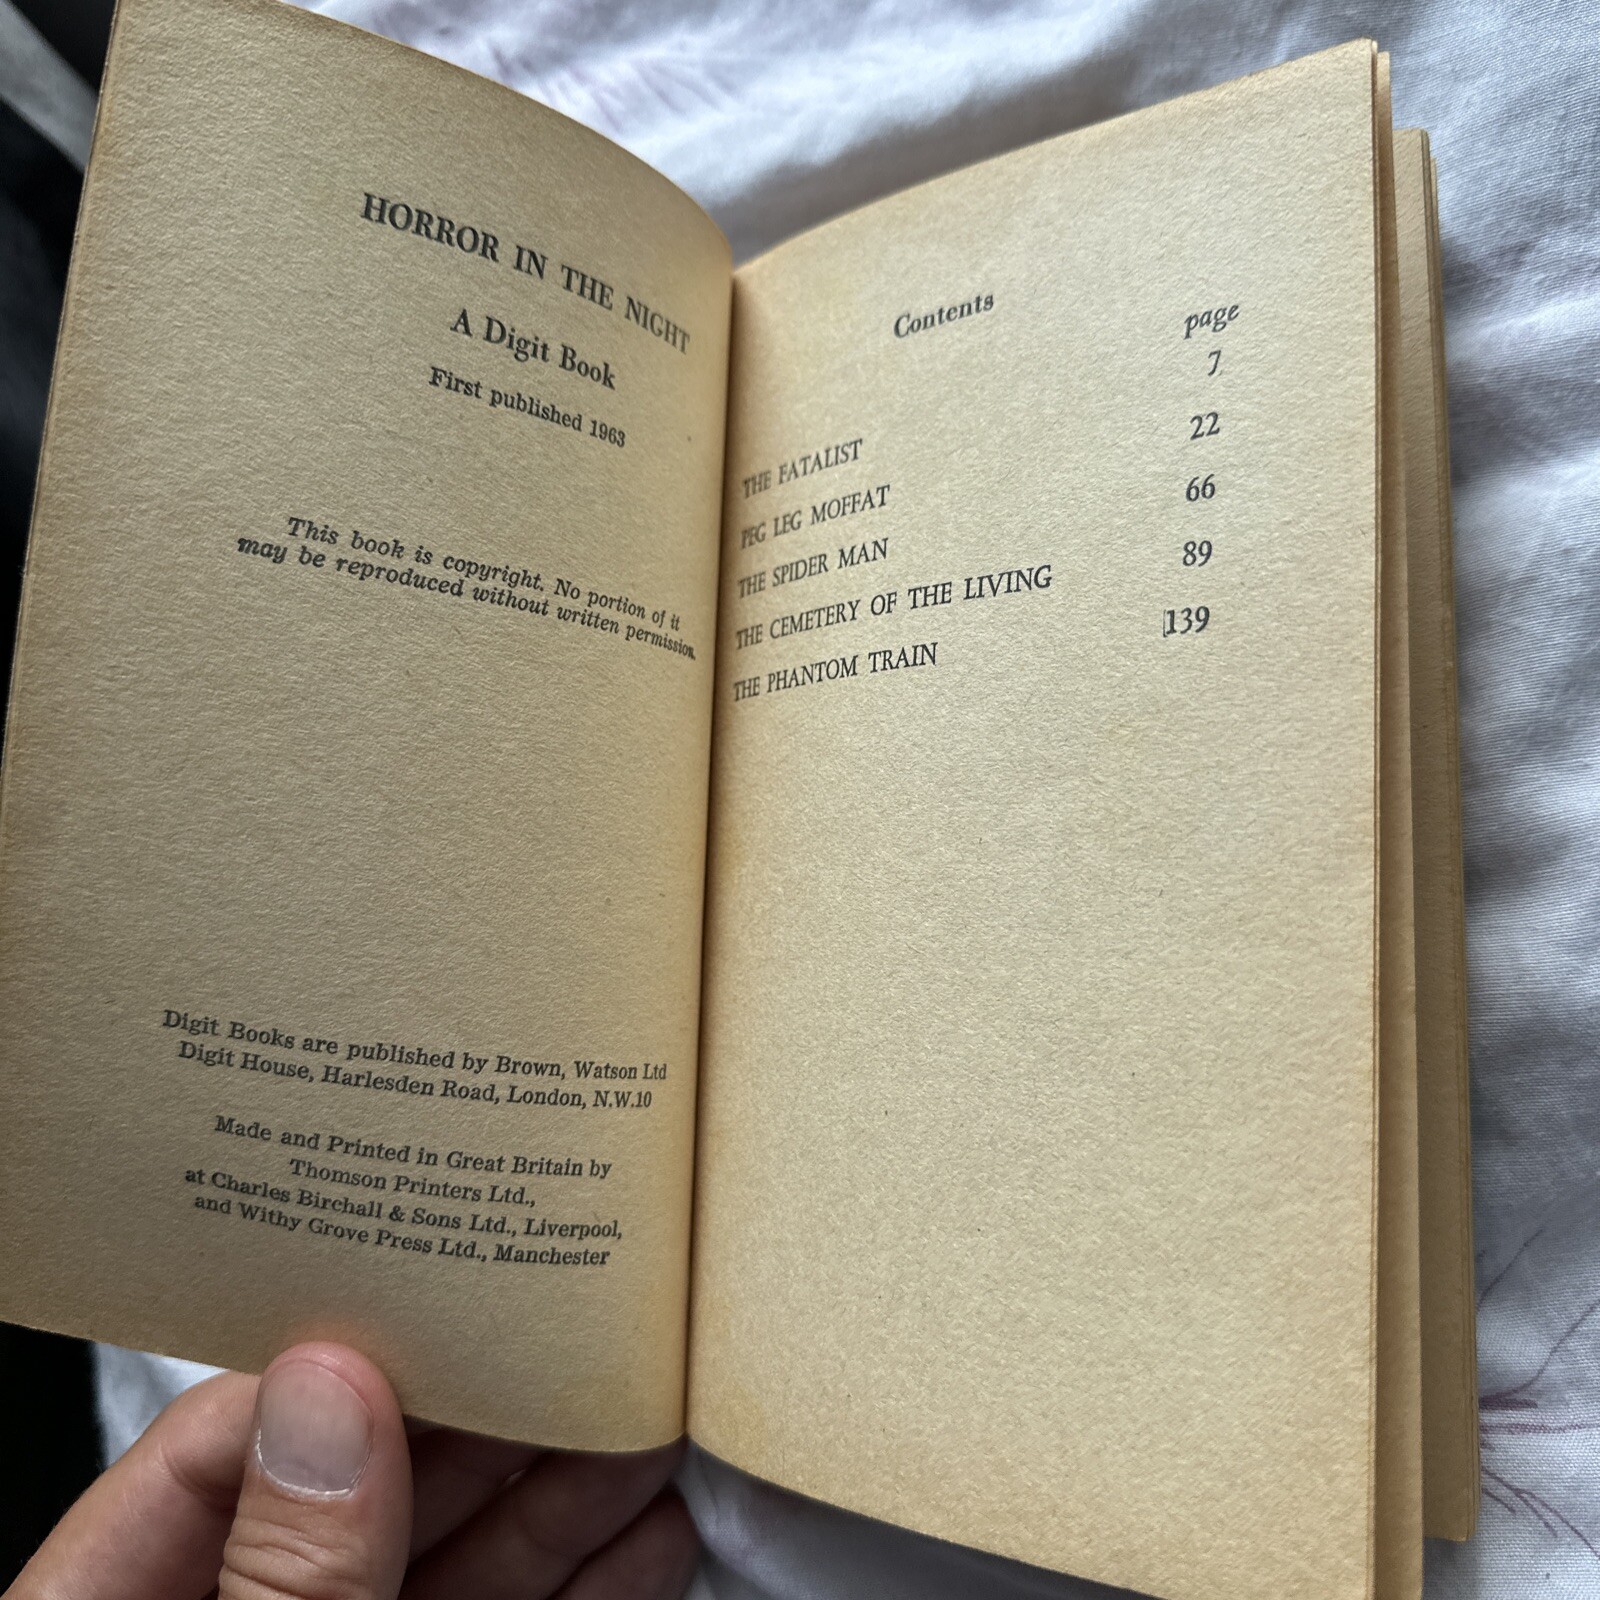 HORROR IN THE NIGHT
A Digit Book
First published 1963
This book is copyright. No portion of it
may be reproduced without written permission.
Digit Books are published by Brown, Watson Ltd
Digit House, Harlesden Road, London, N.W.10
Made and Printed in Great Britain by
Thomson Printers Ltd.,
at Charles Birchall & Sons Ltd., Liverpool,
and Withy Grove Press Ltd., Manchester
Contents
page
THE FATALIST 7
PEG LEG MOFFAT 22
THE SPIDER MAN 66
THE CEMETERY OF THE LIVING 89
THE PHANTOM TRAIN 139